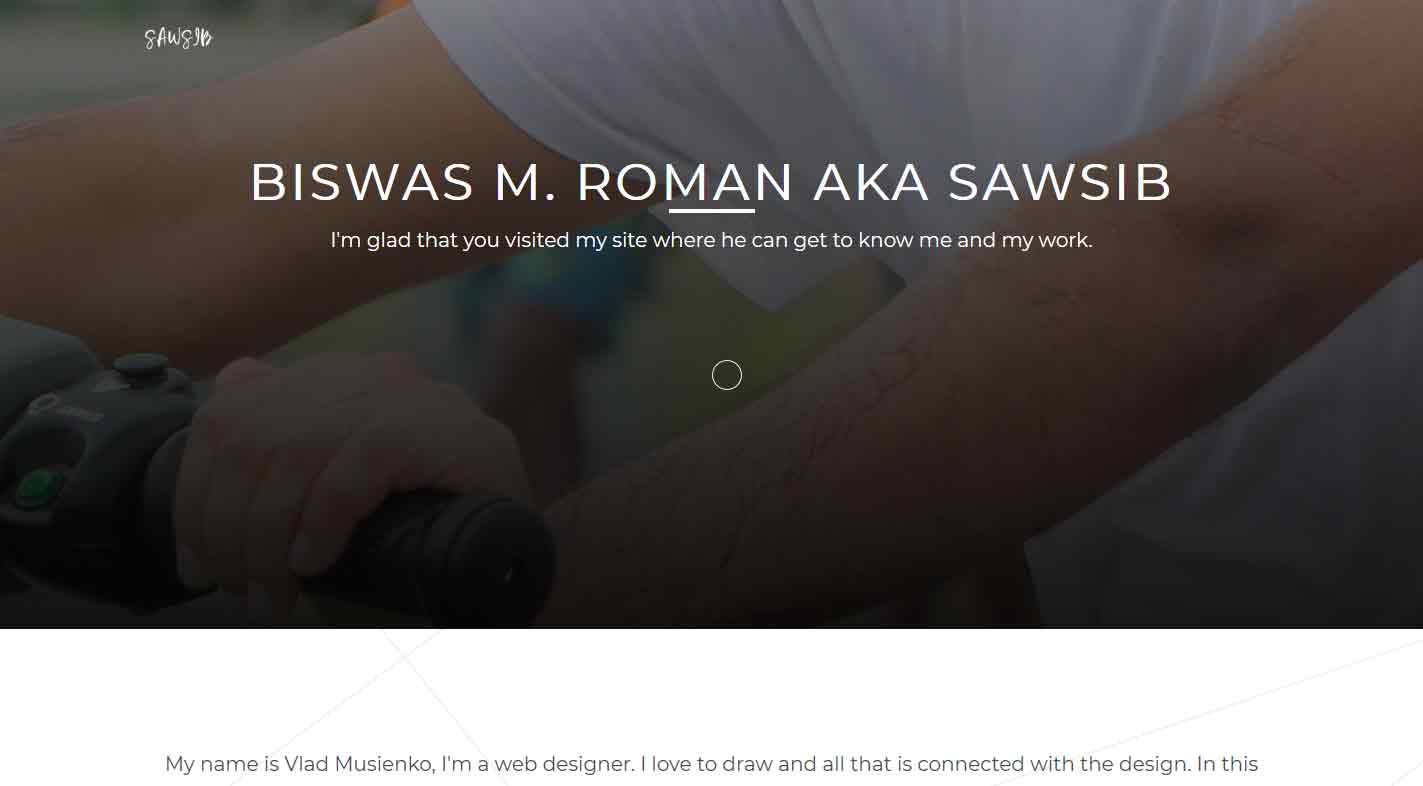 SAWSIB
BISWAS M. ROMAN AKA SAWSIB
I'm glad that you visited my site where he can get to know me and my work.
My name is Vlad Musienko, I'm a web designer. I love to draw and all that is connected with the design. In this